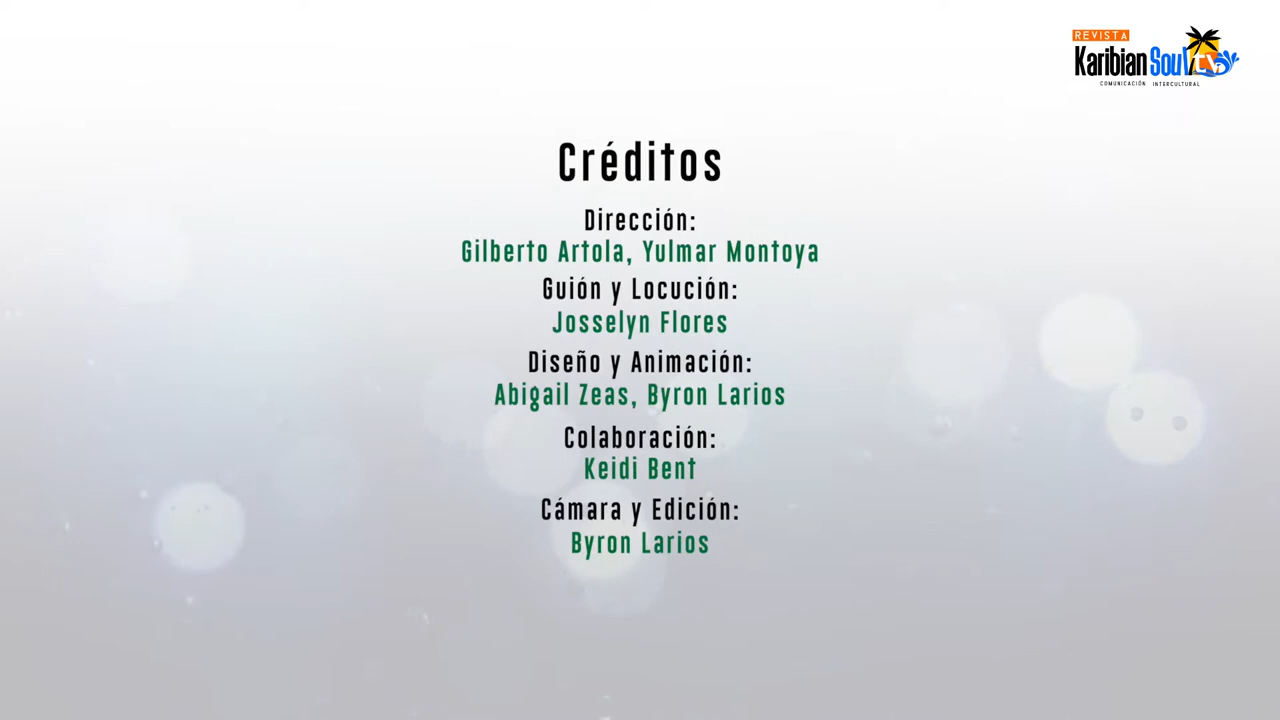 REVISTA
Karibian Soul tv
COMUNICACIÓN INTERCULTURAL
Créditos
Dirección:
Gilberto Artola, Yulmar Montoya
Guión y Locución:
Josselyn Flores
Diseño y Animación:
Abigail Zeas, Byron Larios
Colaboración:
Keidi Bent
Cámara y Edición:
Byron Larios